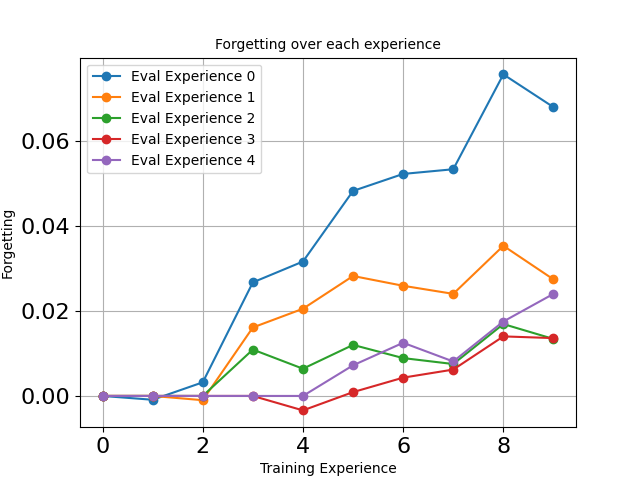 Forgetting over each experience
Eval Experience 0
Eval Experience 1
Eval Experience 2
Eval Experience 3
Eval Experience 4
0.06
0.04
0.02
0.00
Forgetting
0 2 4 6 8
Training Experience